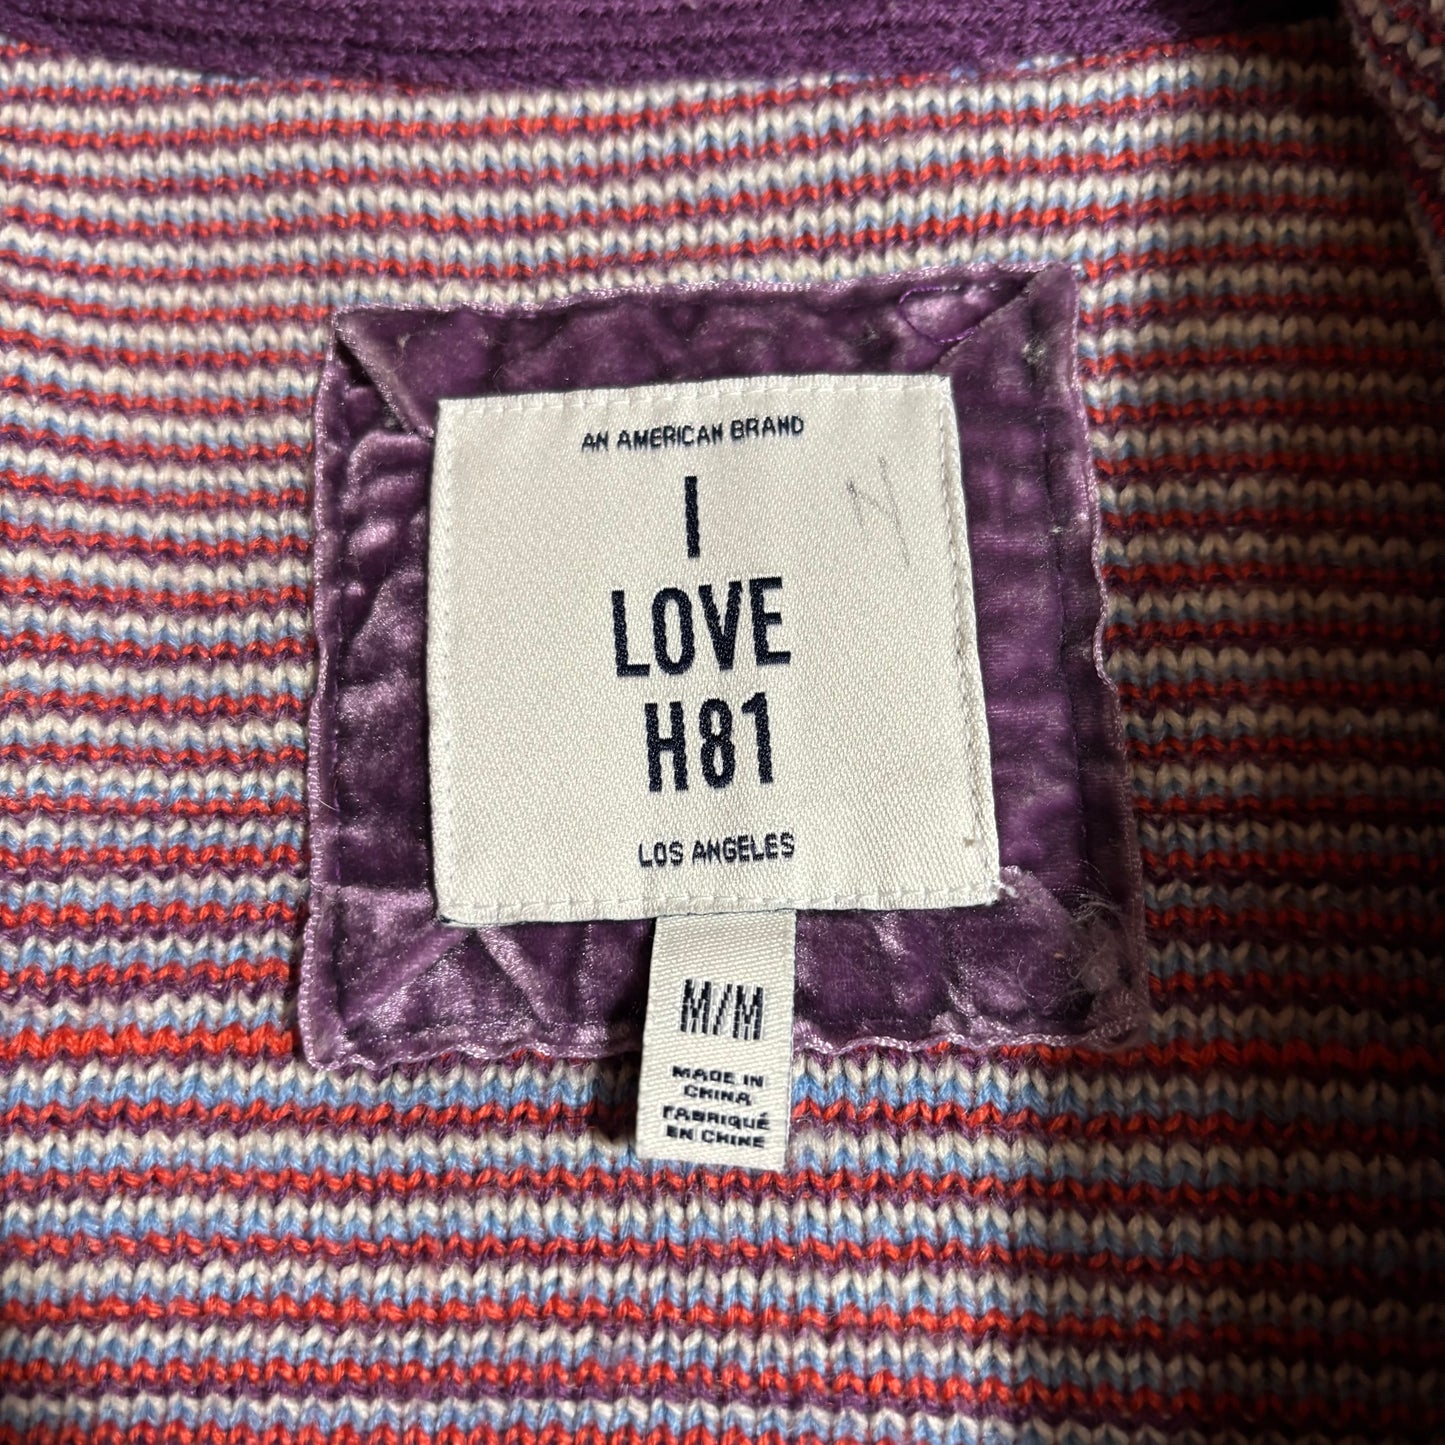 AN AMERICAN BRAND
I
LOVE
H81
LOS ANGELES
M/M
MADE IN
CHINA
FABRIQUÉ
EN CHINE